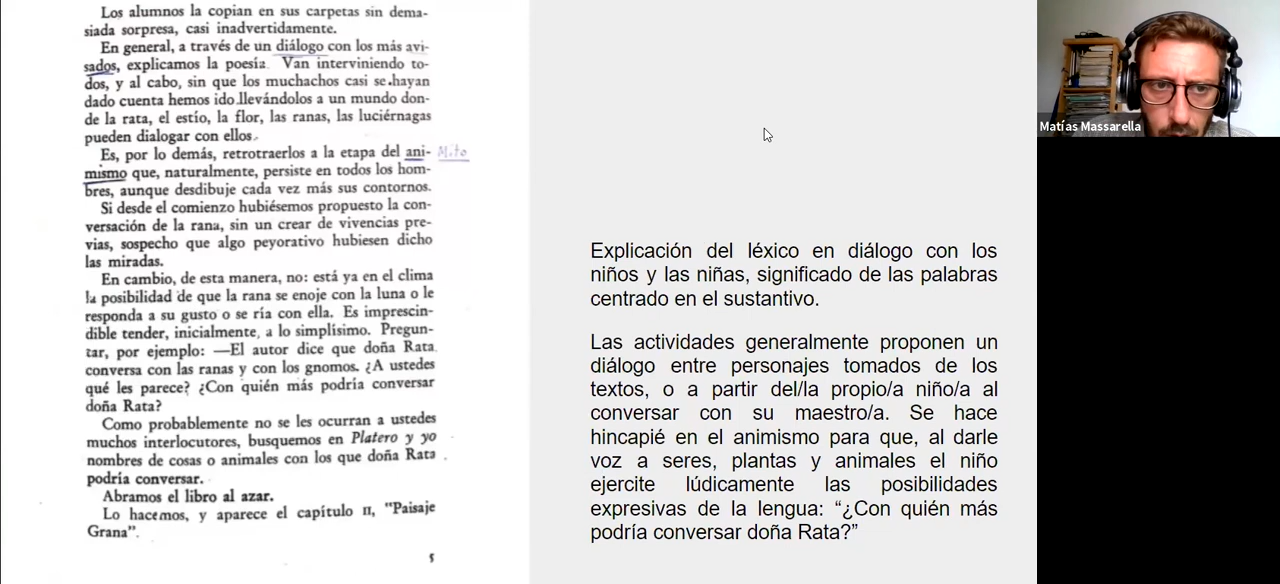 Los alumnos la copian en sus carpetas sin dema-
siada sorpresa, casi inadvertidamente.
En general, a través de un diálogo con los más avi-
sados, explicamos la poesía. Van interviniendo to-
dos, y al cabo, sin que los muchachos casi se hayan
dado cuenta hemos ido llevándolos a un mundo don-
de la rata, el estío, la flor, las ranas, las luciérnagas
pueden dialogar con ellos.
Es, por lo demás, retrotraerlos a la etapa del ani-
mismo que, naturalmente, persiste en todos los hom-
bres, aunque desdibuje cada vez más sus contornos.
Si desde el comienzo hubiésemos propuesto la con-
versación de la rana, sin un crear de vivencias pre-
vias, sospecho que algo peyorativo hubiesen dicho
las miradas.
En cambio, de esta manera, no: está ya en el clima
la posibilidad de que la rana se enoje con la luna o le
responda a su gusto o se ría con ella. Es imprescin-
dible tender, inicialmente, a lo simplísimo. Pregun-
tar, por ejemplo: —El autor dice que doña Rata
conversa con las ranas y con los gnomos. ¿A ustedes
qué les parece? ¿Con quién más podría conversar
doña Rata?
Como probablemente no se les ocurran a ustedes
muchos interlocutores, busquemos en Platero y yo
nombres de cosas o animales con los que doña Rata
podría conversar.
Abramos el libro al azar.
Lo hacemos, y aparece el capítulo II, "Paisaje
Grana".
5
Mito
Explicación del léxico en diálogo con los
niños y las niñas, significado de las palabras
centrado en el sustantivo.
Las actividades generalmente proponen un
diálogo entre personajes tomados de los
textos, o a partir del/la propio/a niño/a al
conversar con su maestro/a. Se hace
hincapié en el animismo para que, al darle
voz a seres, plantas y animales el niño
ejercite lúdicamente las posibilidades
expresivas de la lengua: “¿Con quién más
podría conversar doña Rata?”
Matías Massarella